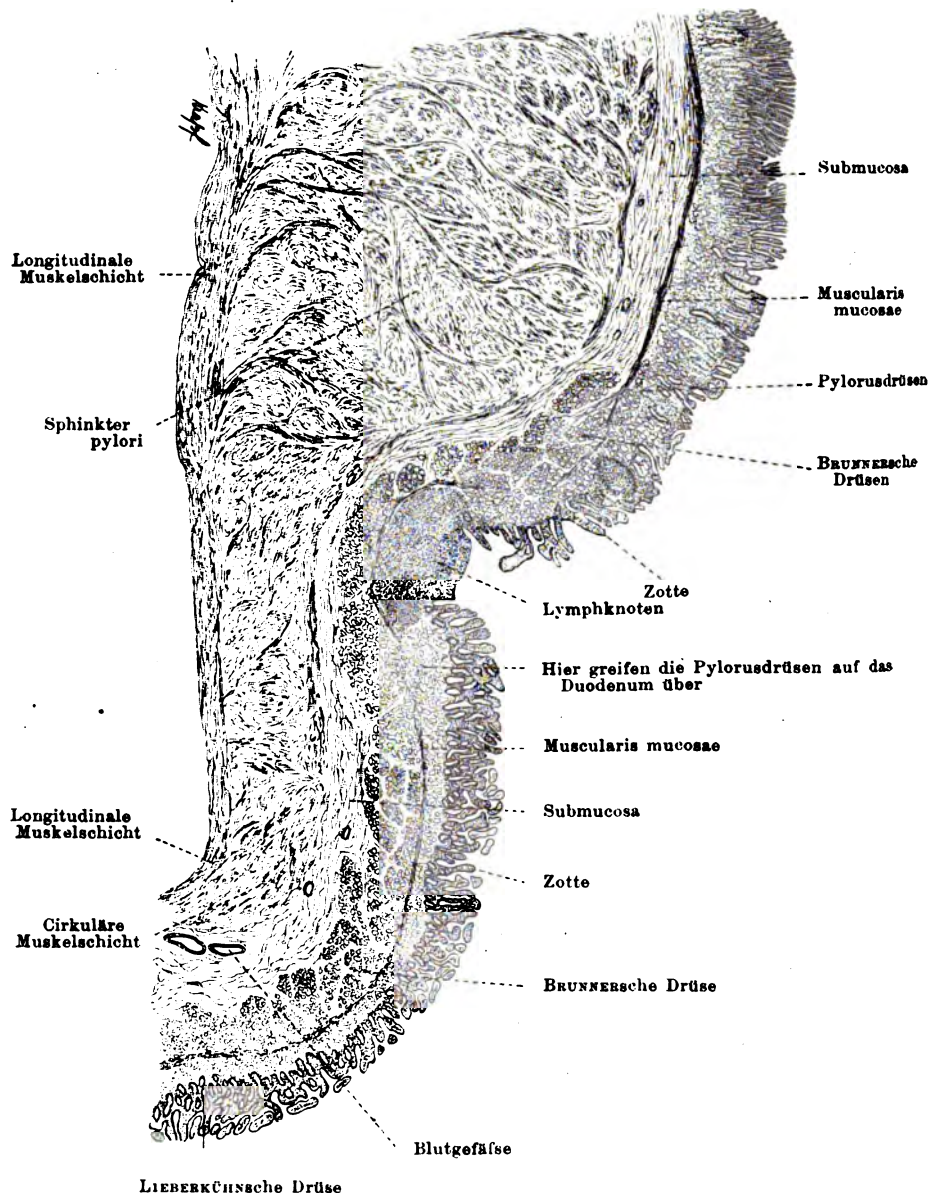 Submucosa
Longitudinale
Muskelschicht
Muscularis
mucosae
Pylorusdrüsen
Sphinkter
pylori
BRUNNERsche
Drüsen
Zotte
Lymphknoten
Hier greifen die Pylorusdrüsen auf das
Duodenum über
Muscularis mucosae
Longitudinale
Muskelschicht
Submucosa
Zotte
Cirkuläre
Muskelschicht
BRUNNERsche Drüse
Blutgefäſse
LIEBERKÜHNsche Drüse